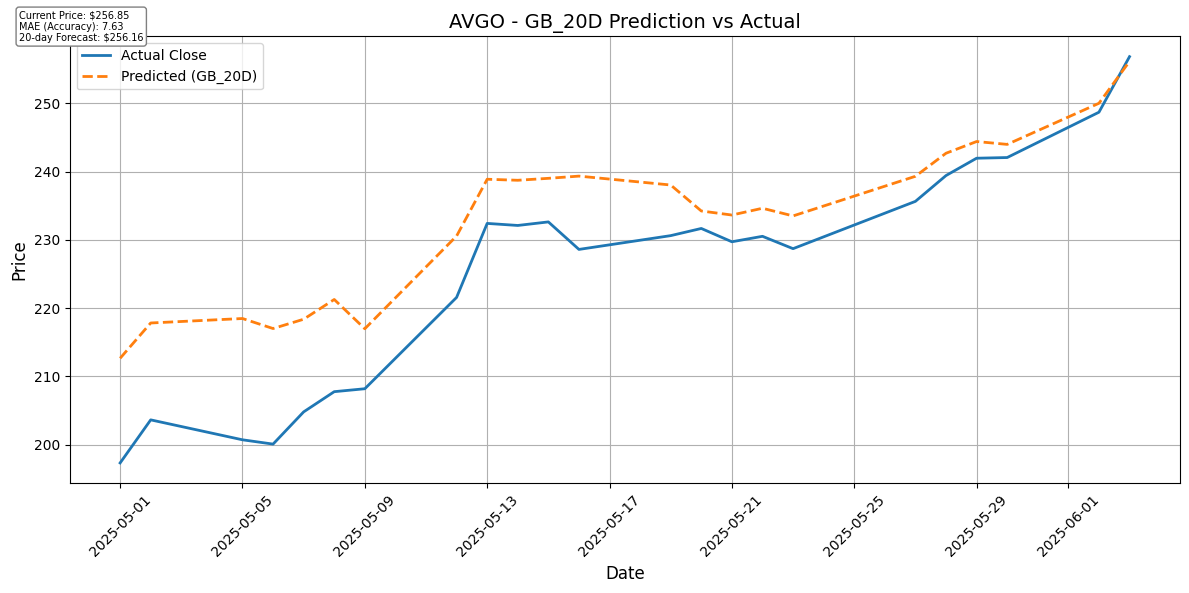 Current Price: $256.85
MAE (Accuracy): 7.63
20-day Forecast: $256.16
AVGO - GB_20D Prediction vs Actual
Actual Close
Predicted (GB_20D)
Price
250
240
230
220
210
200
2025-05-01
2025-05-05
2025-05-09
2025-05-13
2025-05-17
2025-05-21
2025-05-25
2025-05-29
2025-06-01
Date